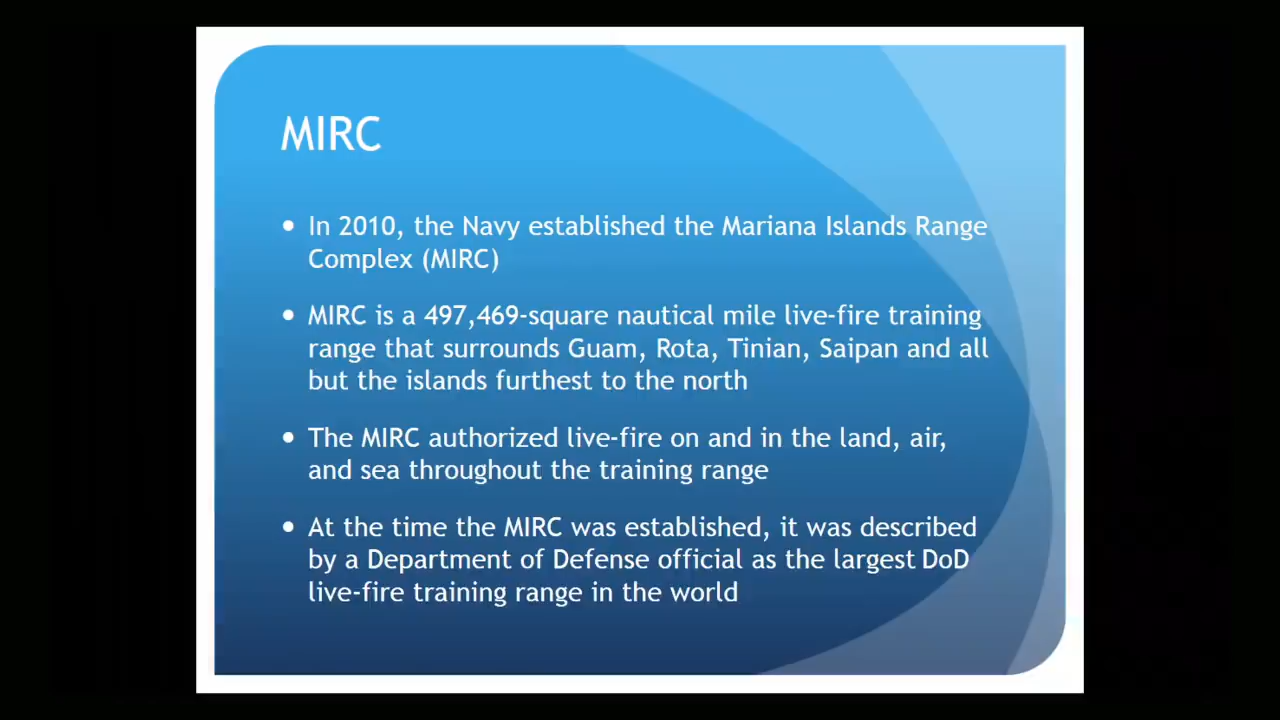 MIRC
• In 2010, the Navy established the Mariana Islands Range
Complex (MIRC)
• MIRC is a 497,469-square nautical mile live-fire training
range that surrounds Guam, Rota, Tinian, Saipan and all
but the islands furthest to the north
• The MIRC authorized live-fire on and in the land, air,
and sea throughout the training range
• At the time the MIRC was established, it was described
by a Department of Defense official as the largest DoD
live-fire training range in the world